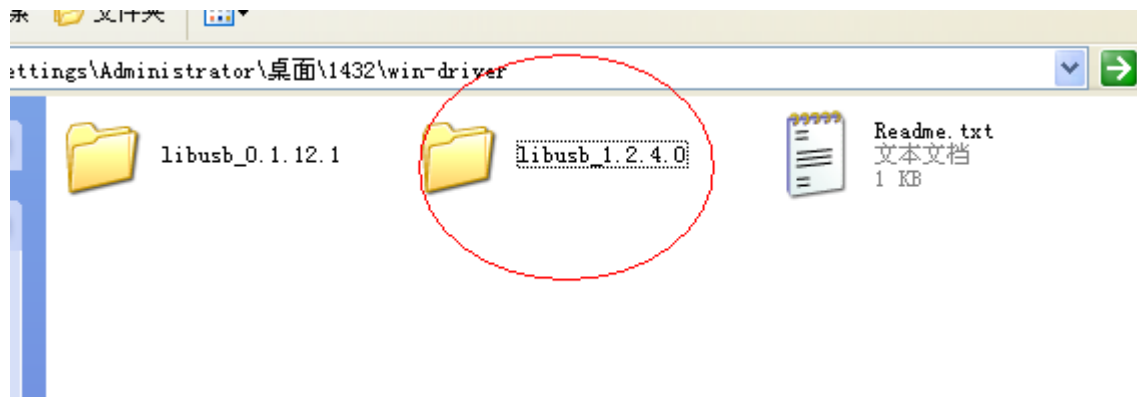 文件夹
ettings\Administrator\桌面\1432\win-driver
libusb_0.1.12.1
libusb_1.2.4.0
Readme.txt
文本文档
1 KB